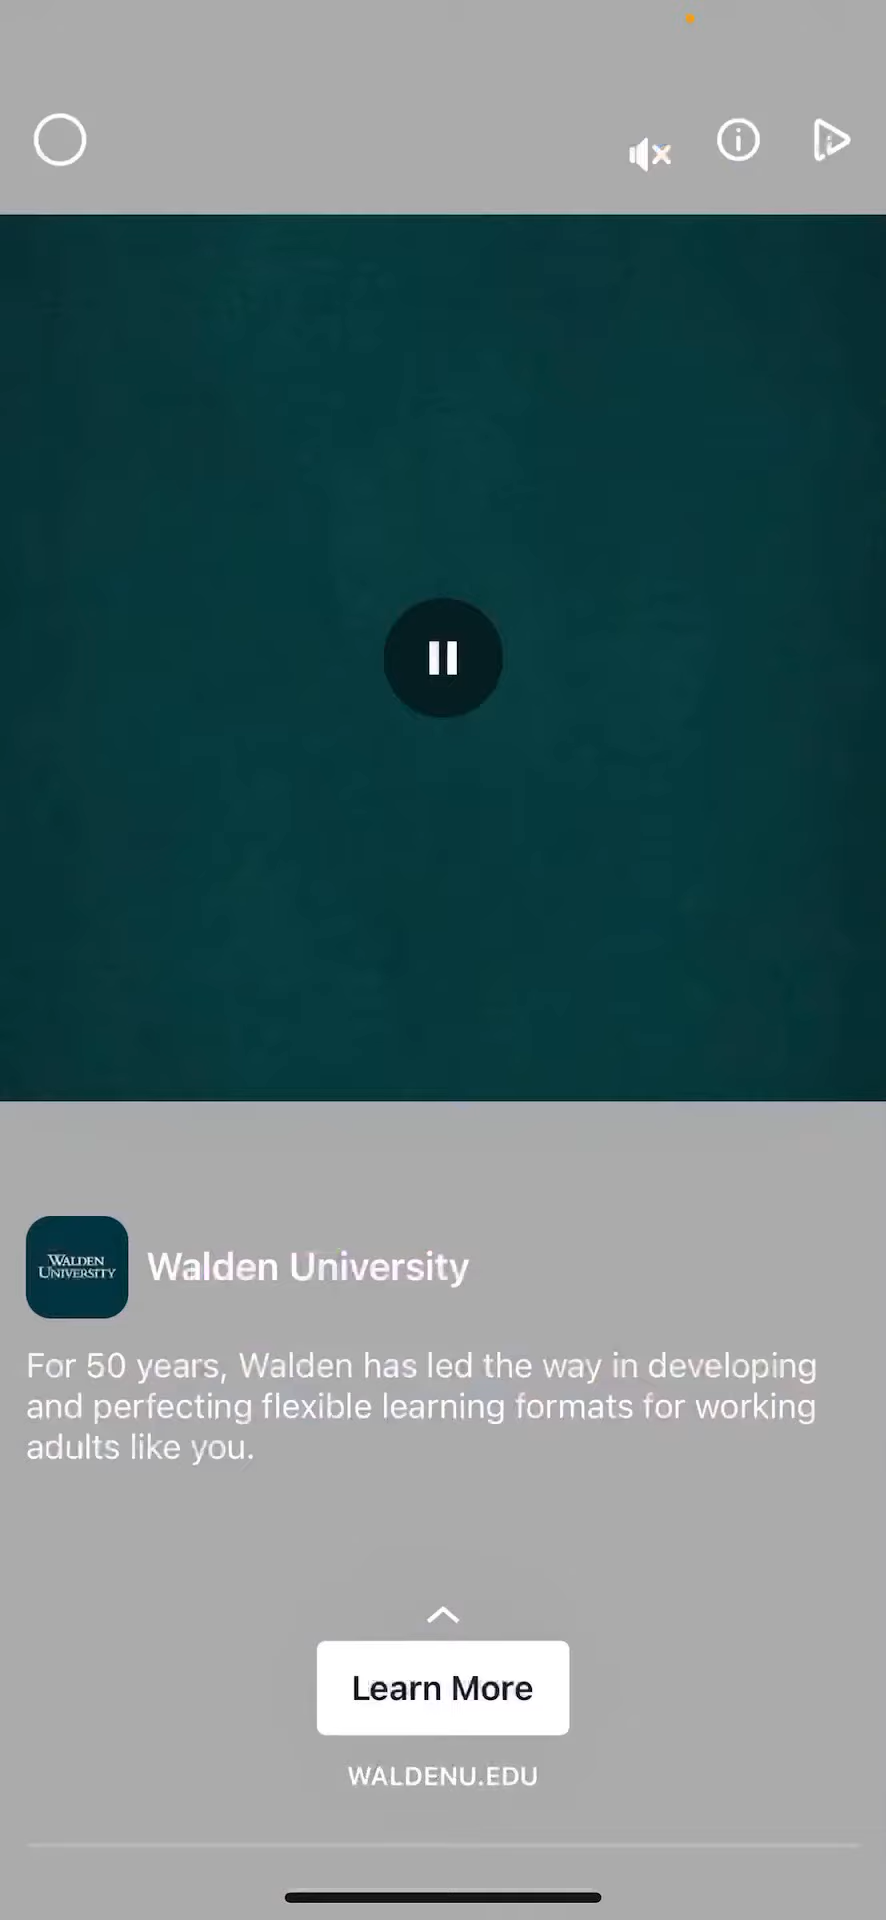 WALDEN
UNIVERSITY
Walden University
For 50 years, Walden has led the way in developing
and perfecting flexible learning formats for working
adults like you.
Learn More
WALDENU.EDU